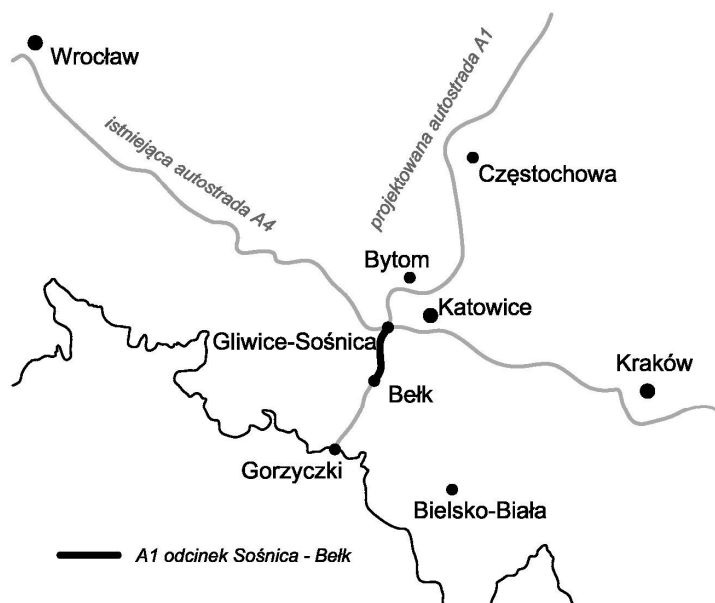 Wrocław
istniejąca autostrada A4
projektowana autostrada A1
Częstochowa
Bytom
Katowice
Gliwice-Sośnica
Kraków
Bełk
Gorzyczki
Bielsko-Biała
A1 odcinek Sośnica - Bełk